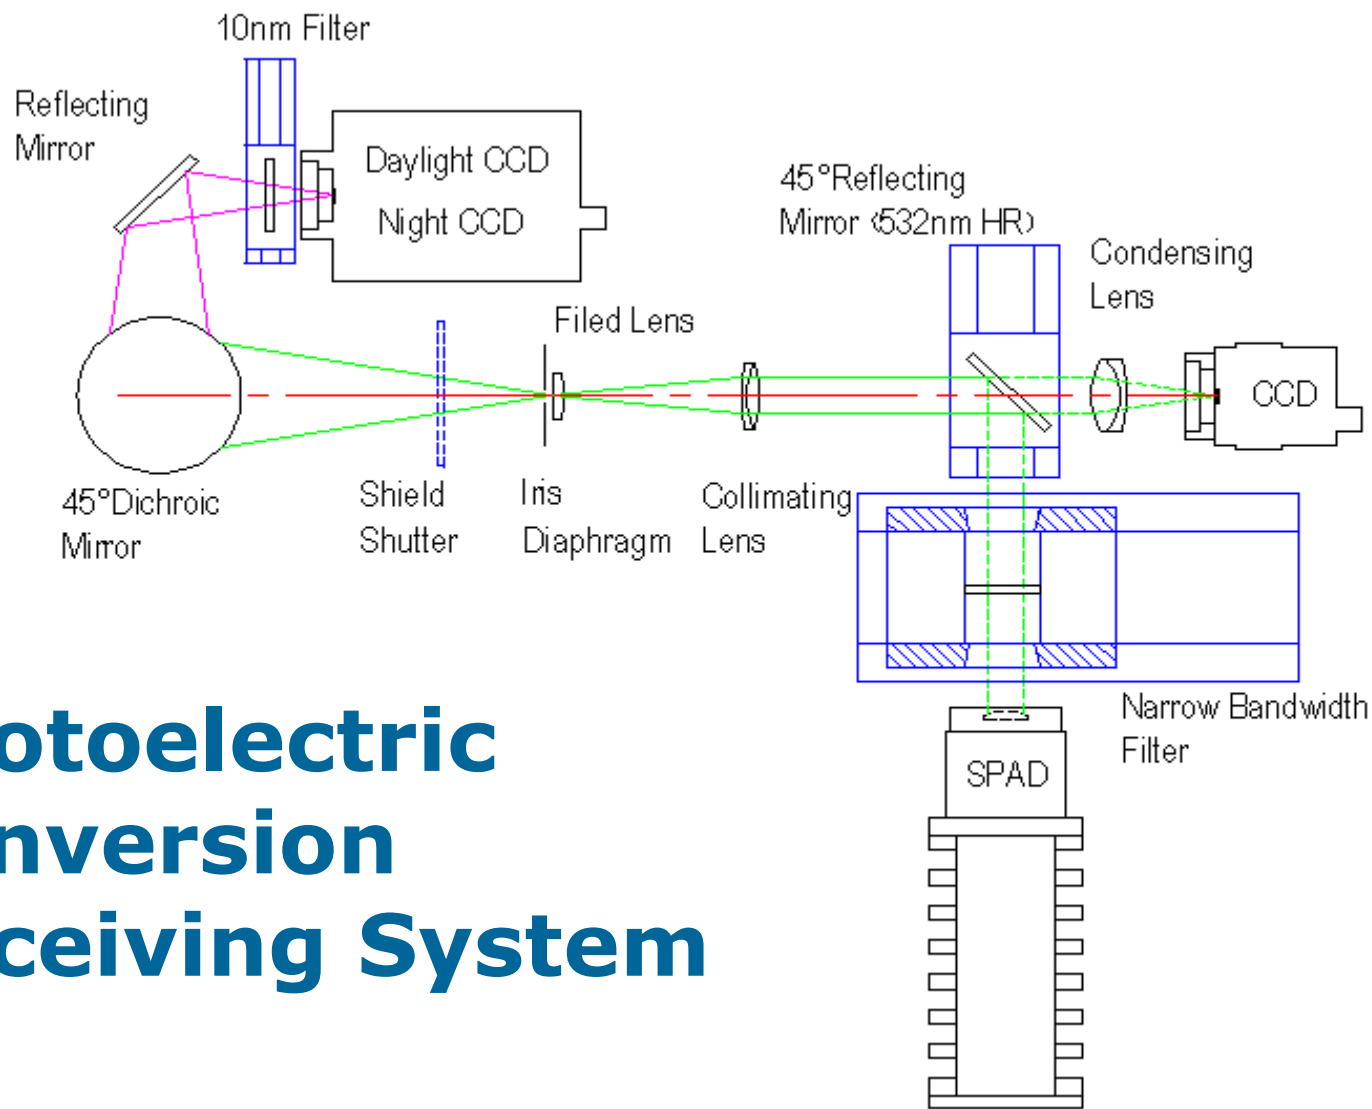 10nm Filter
Reflecting
Mirror
Daylight CCD
Night CCD
45°Reflecting
Mirror (532nm HR)
Condensing
Lens
Filed Lens
CCD
45°Dichroic
Mirror
Shield
Shutter
Iris
Diaphragm
Collimating
Lens
Narrow Bandwidth
Filter
SPAD
otoelectric
nversion
ceiving System